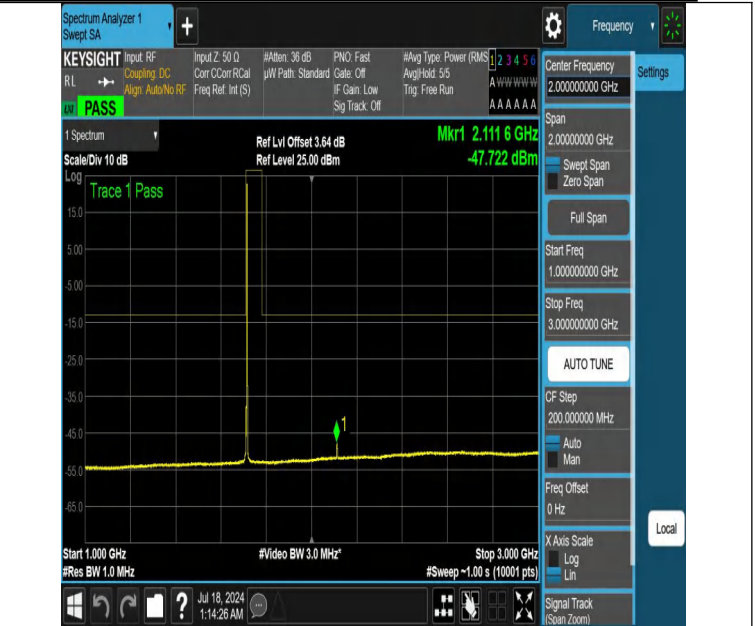 Spectrum Analyzer 1
Swept SA
+
Frequency
KEYSIGHT
RL
PASS
Input: RF
Coupling: DC
Align: Auto/No RF
Input Z: 50 Ω
Corr CCorr RCal
Freq Ref: Int (S)
#Atten: 36 dB
µW Path: Standard
PNO: Fast
Gate: Off
IF Gain: Low
Sig Track: Off
#Avg Type: Power (RMS
Avg|Hold: 5/5
Trig: Free Run
1 2 3 4 5 6
A W W W W W
A A A A A A
1 Spectrum
Scale/Div 10 dB
Ref Lvl Offset 3.64 dB
Ref Level 25.00 dBm
Mkr1 2.111 6 GHz
-47.722 dBm
Log
Trace 1 Pass
15.0
5.00
-5.00
-15.0
-25.0
-35.0
-45.0
1
-55.0
-65.0
Start 1.000 GHz
#Res BW 1.0 MHz
#Video BW 3.0 MHz*
Stop 3.000 GHz
#Sweep ~1.00 s (10001 pts)
?
Jul 18, 2024
1:14:26 AM
Center Frequency
2.000000000 GHz
Span
2.00000000 GHz
Swept Span
Zero Span
Full Span
Start Freq
1.000000000 GHz
Stop Freq
3.000000000 GHz
AUTO TUNE
CF Step
200.000000 MHz
Auto
Man
Freq Offset
0 Hz
X Axis Scale
Log
Lin
Signal Track
(Span Zoom)
Settings
Local